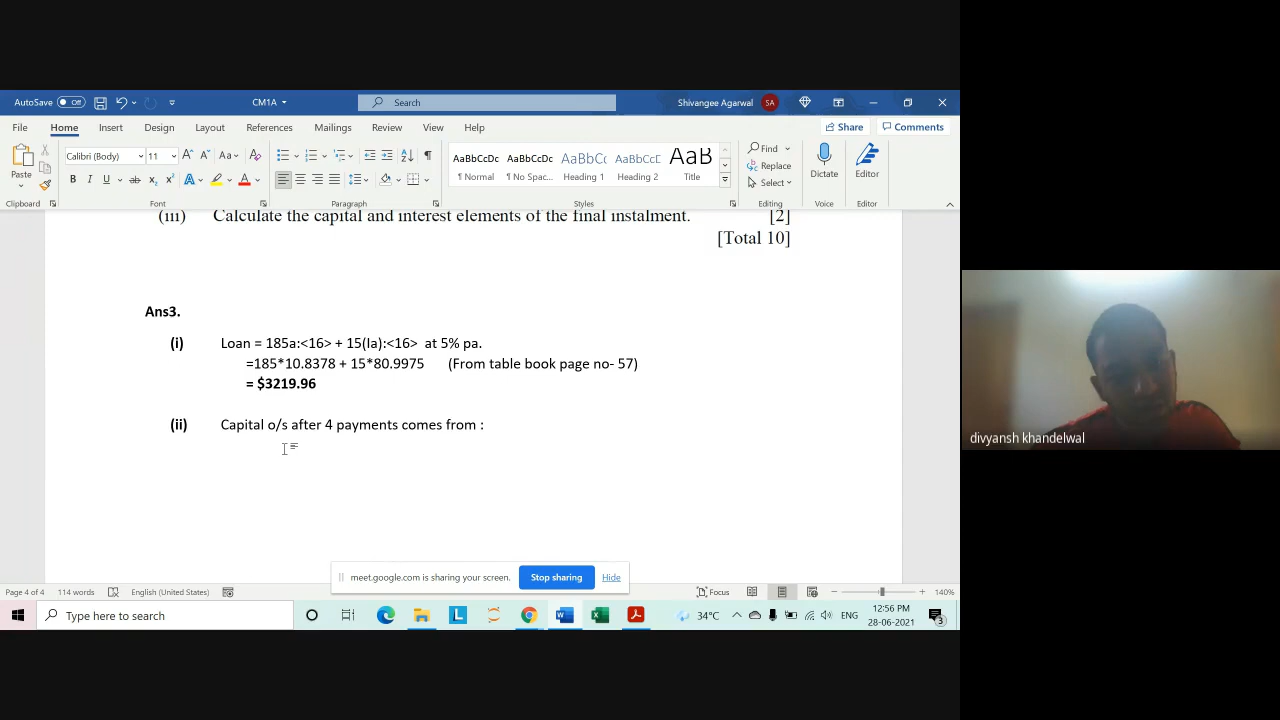 AutoSave Off CM1A Search Shivangee Agarwal SA
File Home Insert Design Layout References Mailings Review View Help Share Comments
Paste Calibri (Body) 11 Aa AaBbCcDc AaBbCcDc AaBbCc AaBbCcD AaB Find Replace Select Dictate Editor
¶ Normal ¶ No Spac... Heading 1 Heading 2 Title
Clipboard Font Paragraph Styles Editing Voice Editor
(iii) Calculate the capital and interest elements of the final instalment. [2]
[Total 10]
Ans3.
(i) Loan = 185a:<16> + 15(Ia):<16> at 5% pa.
=185*10.8378 + 15*80.9975 (From table book page no- 57)
= $3219.96
(ii) Capital o/s after 4 payments comes from :
divyansh khandelwal
meet.google.com is sharing your screen. Stop sharing Hide
Page 4 of 4 114 words English (United States) Focus 140%
Type here to search 34°C ENG 12:56 PM
28-06-2021 3